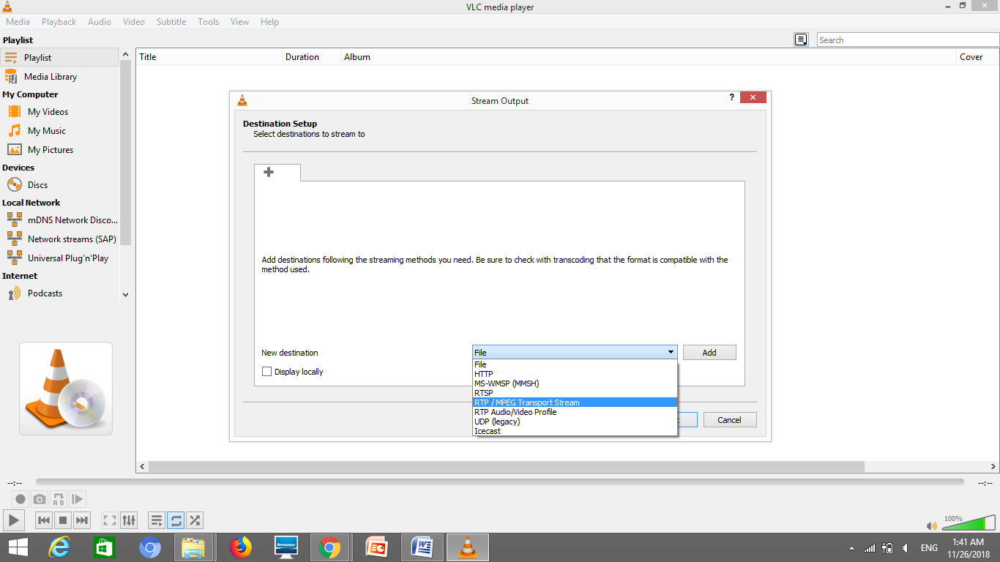 VLC media player
Media Playback Audio Video Subtitle Tools View Help
Playlist
Search
Playlist
Title Duration Album Cover
Media Library
My Computer
My Videos
My Music
My Pictures
Devices
Discs
Local Network
mDNS Network Disco...
Network streams (SAP)
Universal Plug'n'Play
Internet
Podcasts
Stream Output
?
Destination Setup
Select destinations to stream to
Add destinations following the streaming methods you need. Be sure to check with transcoding that the format is compatible with the
method used.
New destination File Add
Display locally
File
HTTP
MS-WMSP (MMSH)
RTSP
RTP / MPEG Transport Stream
RTP Audio/Video Profile
UDP (legacy)
Icecast
Cancel
--:-- --:--
A B
100%
lenovo
ENG
1:41 AM
11/26/2018